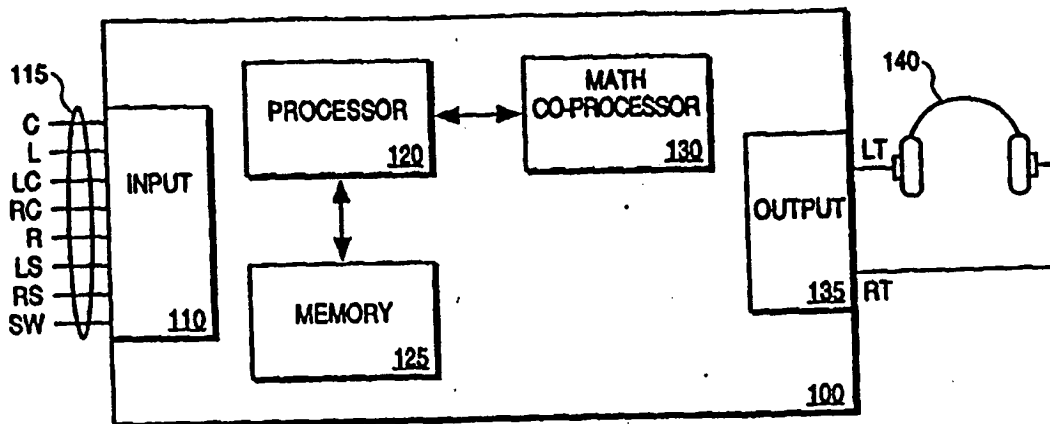 115
C
L
LC
RC
R
LS
RS
SW
INPUT
110
PROCESSOR
120
MATH
CO-PROCESSOR
130
MEMORY
125
OUTPUT
135
LT
RT
140
100